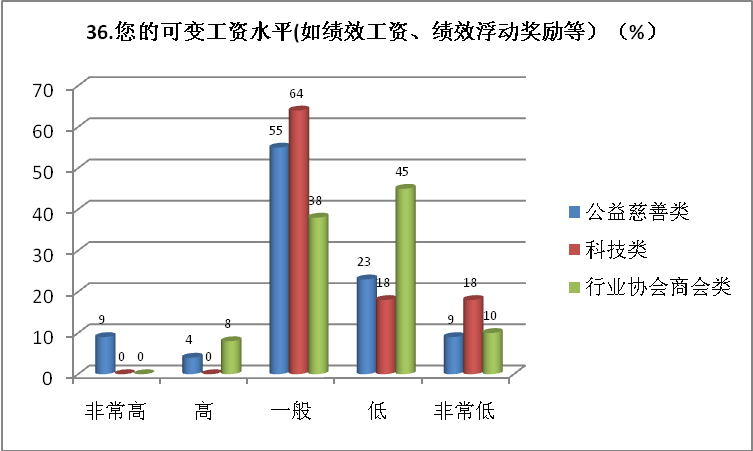 36.您的可变工资水平(如绩效工资、绩效浮动奖励等）（%）
70
60
50
40
30
20
10
0
9
0
0
4
0
8
55
64
38
23
18
45
9
18
10
非常高
高
一般
低
非常低
公益慈善类
科技类
行业协会商会类